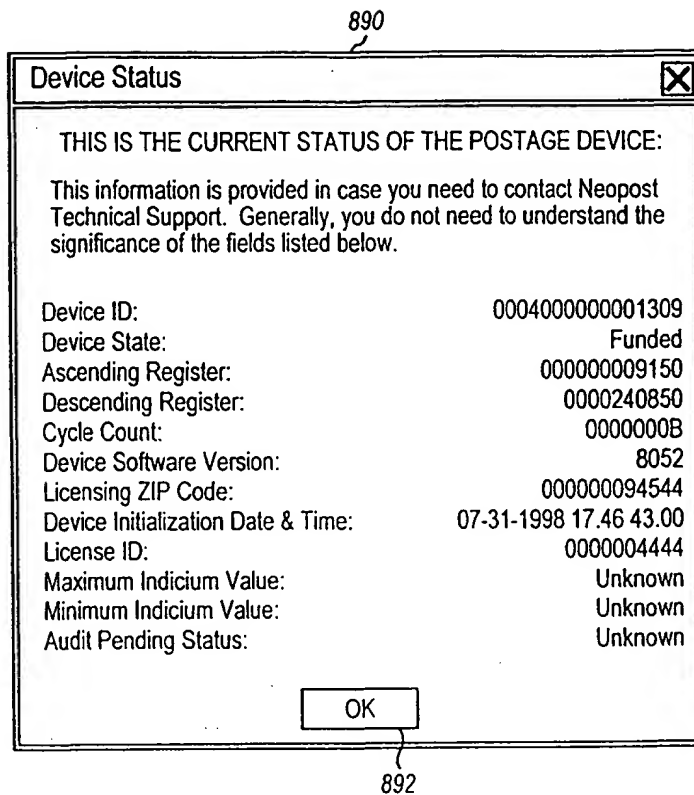 890
Device Status
THIS IS THE CURRENT STATUS OF THE POSTAGE DEVICE:
This information is provided in case you need to contact Neopost
Technical Support. Generally, you do not need to understand the
significance of the fields listed below.
Device ID: 0004000000001309
Device State: Funded
Ascending Register: 000000009150
Descending Register: 0000240850
Cycle Count: 0000000B
Device Software Version: 8052
Licensing ZIP Code: 000000094544
Device Initialization Date & Time: 07-31-1998 17.46 43.00
License ID: 0000004444
Maximum Indicium Value: Unknown
Minimum Indicium Value: Unknown
Audit Pending Status: Unknown
OK
892